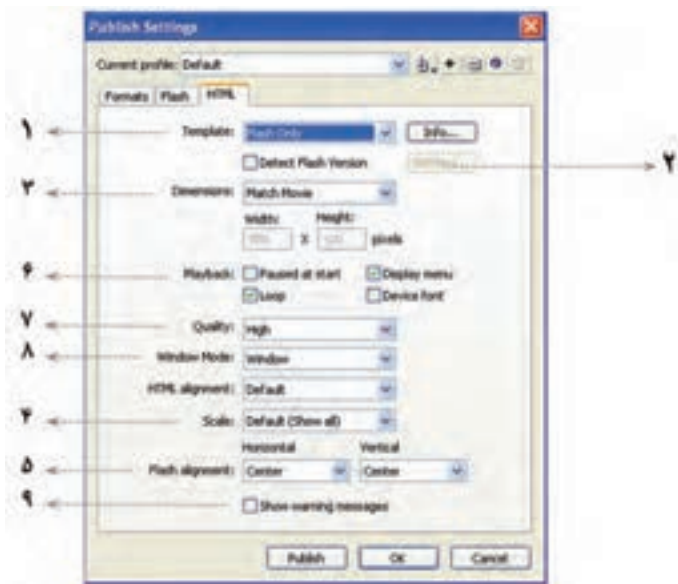 Publish Settings
Current profile: Default
Formats Flash HTML
۱ Template: Flash Only Info...
Detect Flash Version ۲
۳ Dimensions: Match Movie
Width: Height:
X pixels
۶ Playback: Paused at start Display menu
Loop Device font
۷ Quality: High
۸ Window Mode: Window
HTML alignment: Default
۴ Scale: Default (Show all)
Horizontal Vertical
۵ Flash alignment: Center Center
۹ Show warning messages
Publish OK Cancel